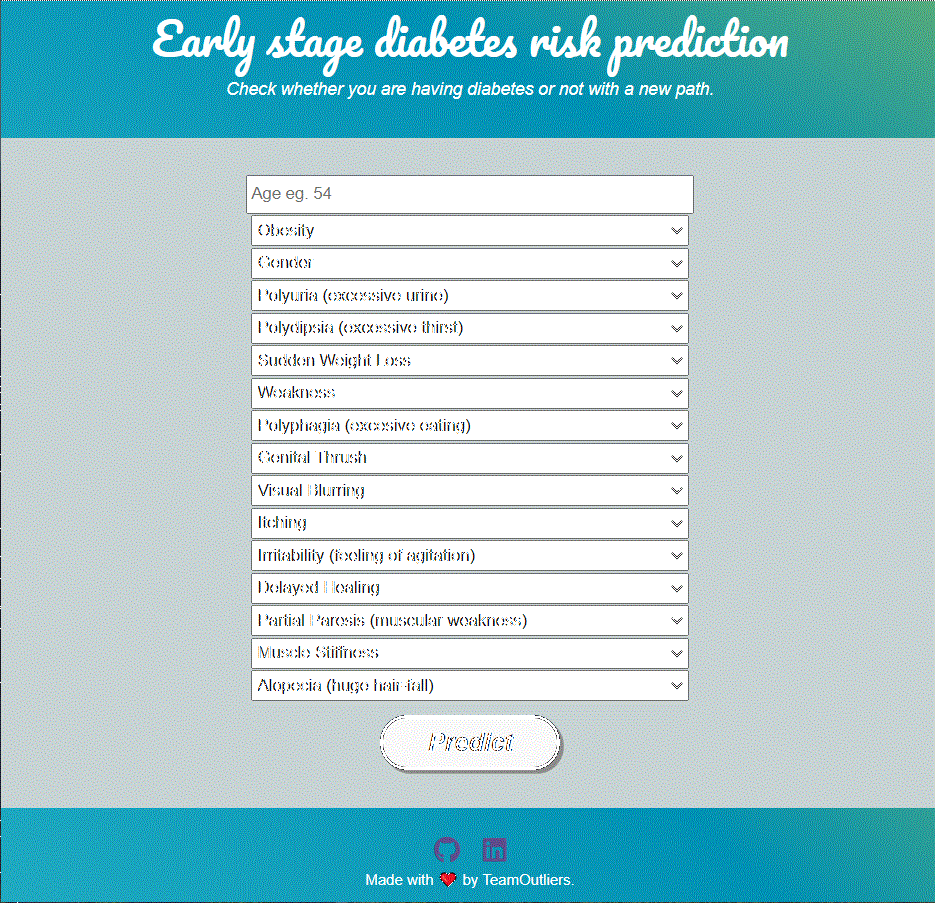 Early stage diabetes risk prediction
Check whether you are having diabetes or not with a new path.
Age eg. 54
Obesity
Gender
Polyuria (excessive urine)
Polydipsia (excessive thirst)
Sudden Weight Loss
Weakness
Polyphagia (excesive eating)
Genital Thrush
Visual Blurring
Itching
Irritability (feeling of agitation)
Delayed Healing
Partial Paresis (muscular weakness)
Muscle Stiffness
Alopecia (huge hair-fall)
Predict
in
Made with ❤️ by TeamOutliers.